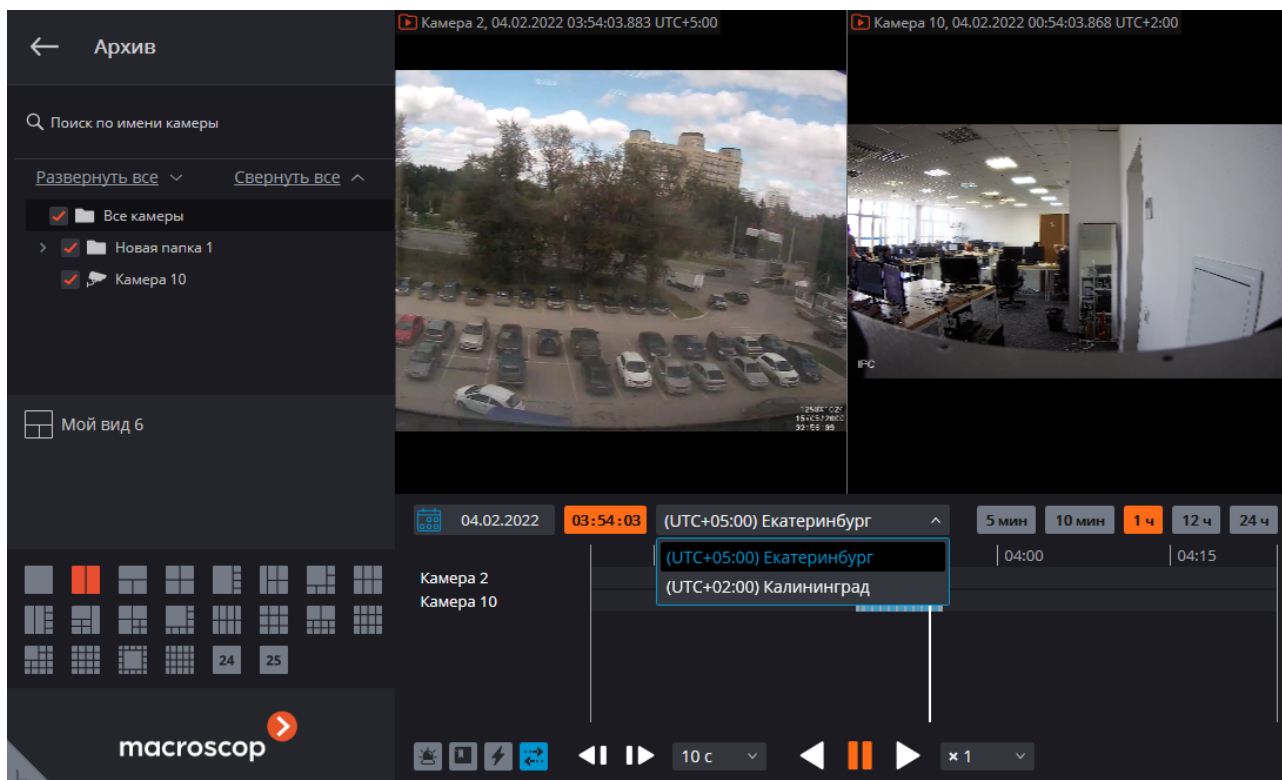 Архив
Поиск по имени камеры
Развернуть все Свернуть все
Все камеры
Новая папка 1
Камера 10
Мой вид 6
24 25
macroscop
Камера 2, 04.02.2022 03:54:03.883 UTC+5:00
Камера 10, 04.02.2022 00:54:03.868 UTC+2:00
IPC
04.02.2022 03:54:03 (UTC+05:00) Екатеринбург 5 мин 10 мин 1 ч 12 ч 24 ч
(UTC+05:00) Екатеринбург
(UTC+02:00) Калининград
04:00 04:15
Камера 2
Камера 10
10 с × 1